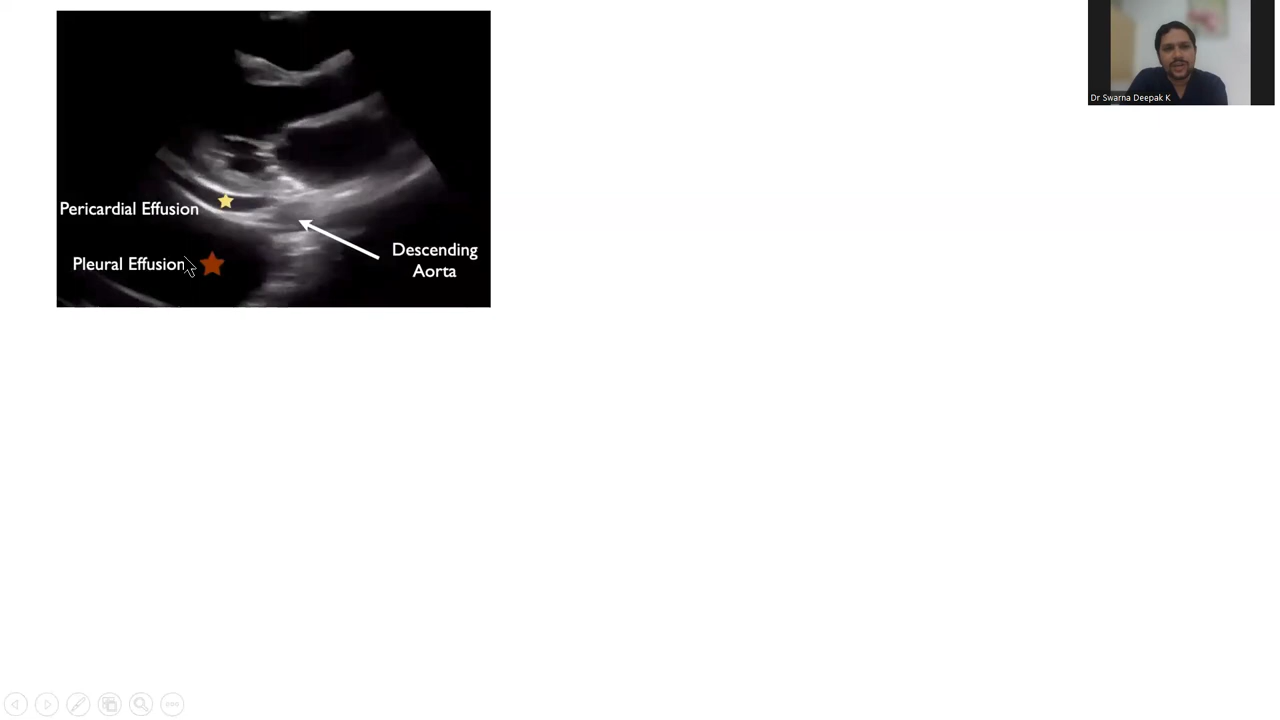 Dr Swarna Deepak K
Pericardial Effusion
Pleural Effusion
Descending
Aorta